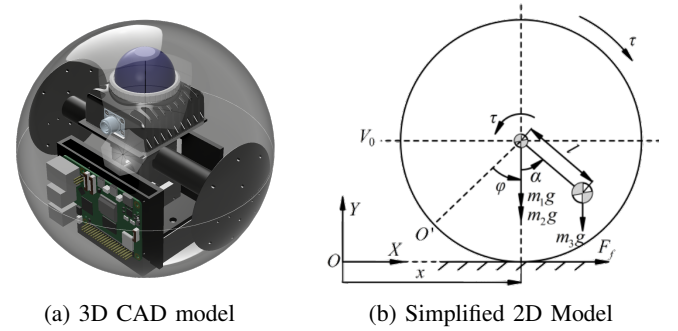 τ
τ
V₀
l
α
φ
m₁g
m₂g
Y
O'
m₃g
F_f
X
O
x
(a) 3D CAD model
(b) Simplified 2D Model